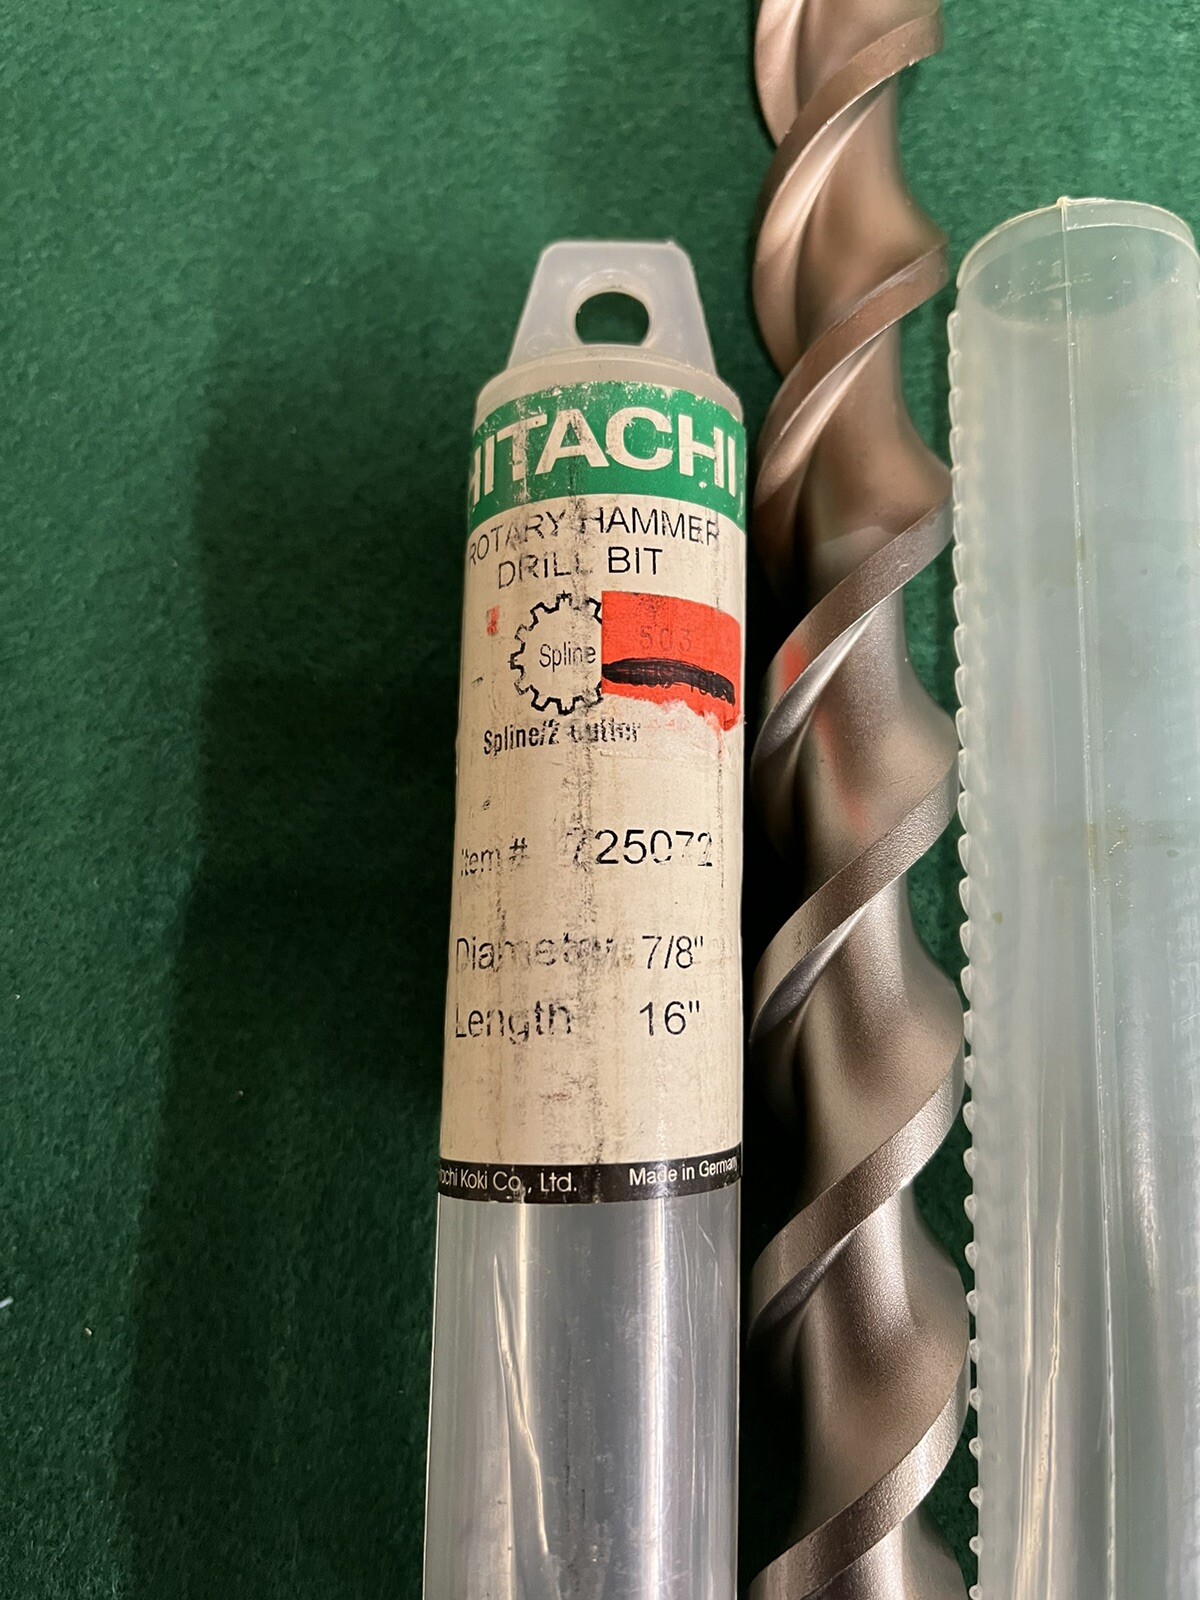 HITACHI
ROTARY HAMMER
DRILL BIT
Spline
503
Spline/2 Cutter
Item # 725072
Diameter 7/8"
Length 16"
Hitachi Koki Co., Ltd. Made in Germany